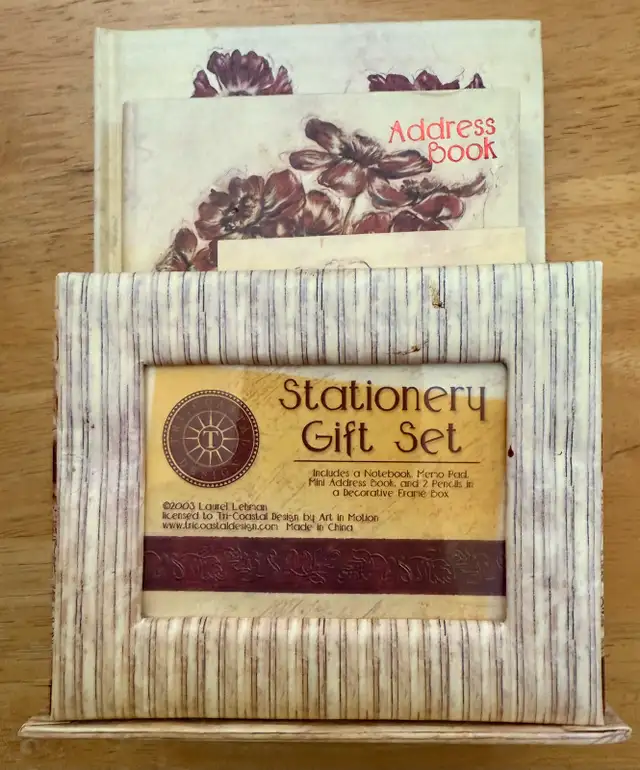 Address
Book
Stationery
Gift Set
T
Includes a Notebook, Memo Pad,
Mini Address Book, and 2 Pencils in
a Decorative Frame Box
©2003 Laurel Lehman
licensed to Tri-Coastal Design by Art in Motion
www.tricoastaldesign.com Made in China